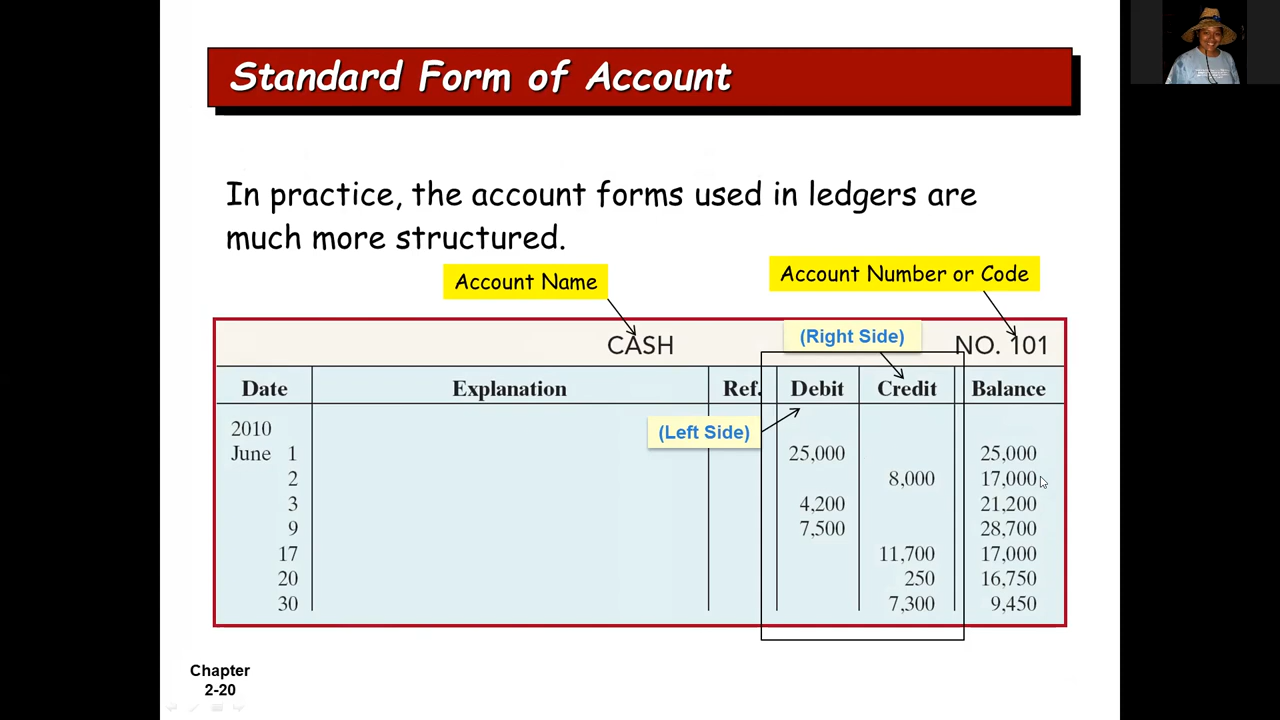 Standard Form of Account
In practice, the account forms used in ledgers are
much more structured.
Account Name
Account Number or Code
CASH
(Right Side)
NO. 101
Date Explanation Ref. Debit Credit Balance
2010
(Left Side)
June 1 25,000 25,000
2 8,000 17,000
3 4,200 21,200
9 7,500 28,700
17 11,700 17,000
20 250 16,750
30 7,300 9,450
Chapter
2-20